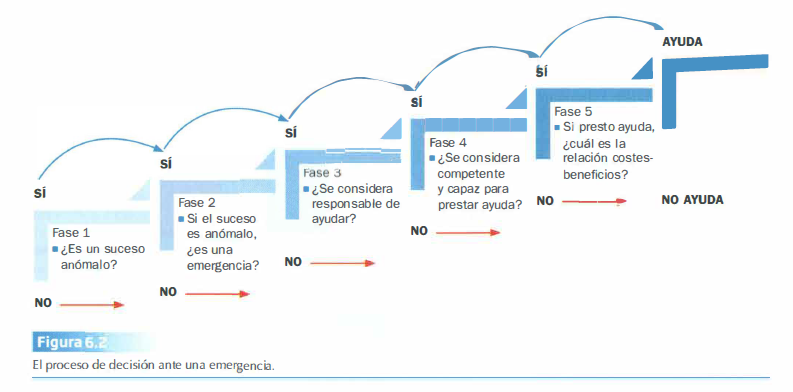 SÍ
Fase 1
¿Es un suceso
anómalo?
NO
SÍ
Fase 2
Si el suceso
es anómalo,
¿es una
emergencia?
NO
SÍ
Fase 3
¿Se considera
responsable de
ayudar?
NO
SÍ
Fase 4
¿Se considera
competente
y capaz para
prestar ayuda?
NO
SÍ
Fase 5
Si presto ayuda,
¿cuál es la
relación costes-
beneficios?
NO
AYUDA
NO AYUDA
Figura 6.2
El proceso de decisión ante una emergencia.